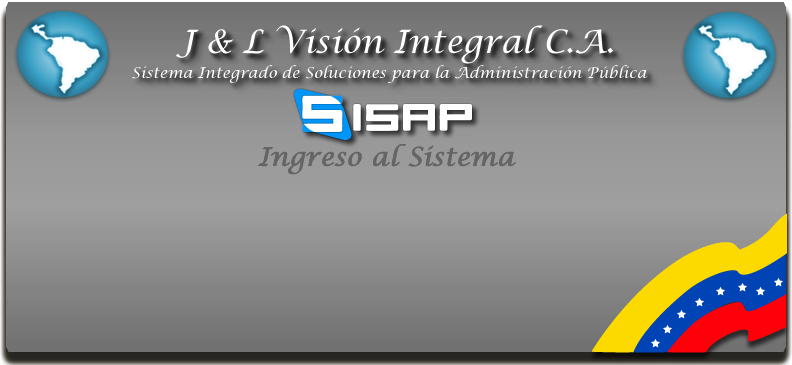 J & L Visión Integral C.A.
Sistema Integrado de Soluciones para la Administración Pública
SISAP
Ingreso al Sistema